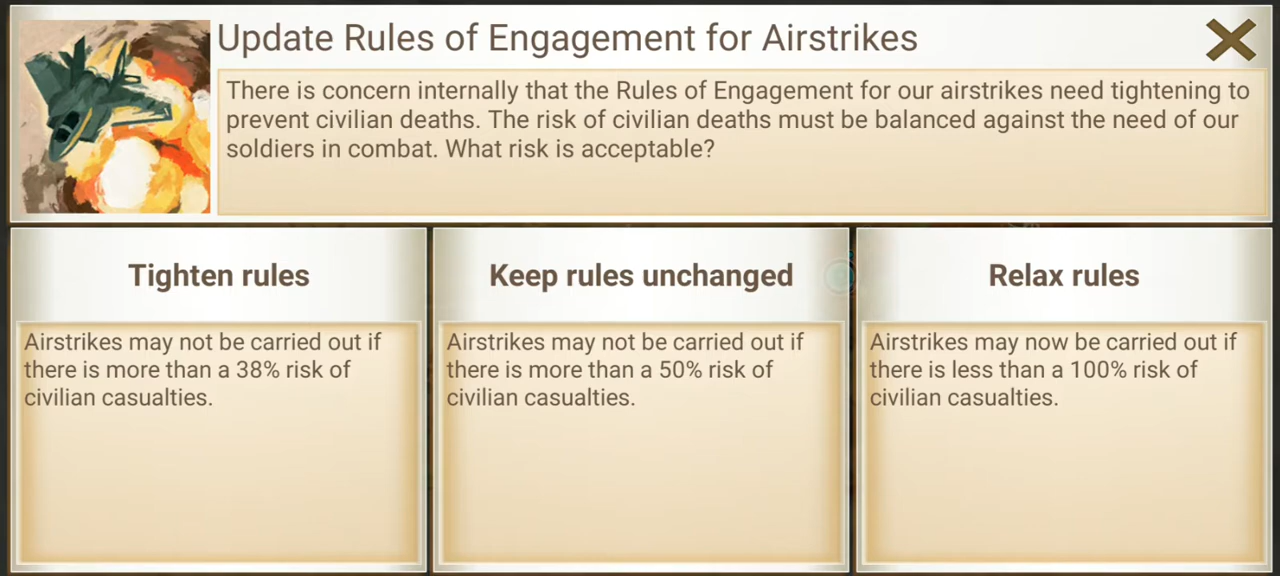 Update Rules of Engagement for Airstrikes
There is concern internally that the Rules of Engagement for our airstrikes need tightening to
prevent civilian deaths. The risk of civilian deaths must be balanced against the need of our
soldiers in combat. What risk is acceptable?
Tighten rules
Airstrikes may not be carried out if
there is more than a 38% risk of
civilian casualties.
Keep rules unchanged
Airstrikes may not be carried out if
there is more than a 50% risk of
civilian casualties.
Relax rules
Airstrikes may now be carried out if
there is less than a 100% risk of
civilian casualties.